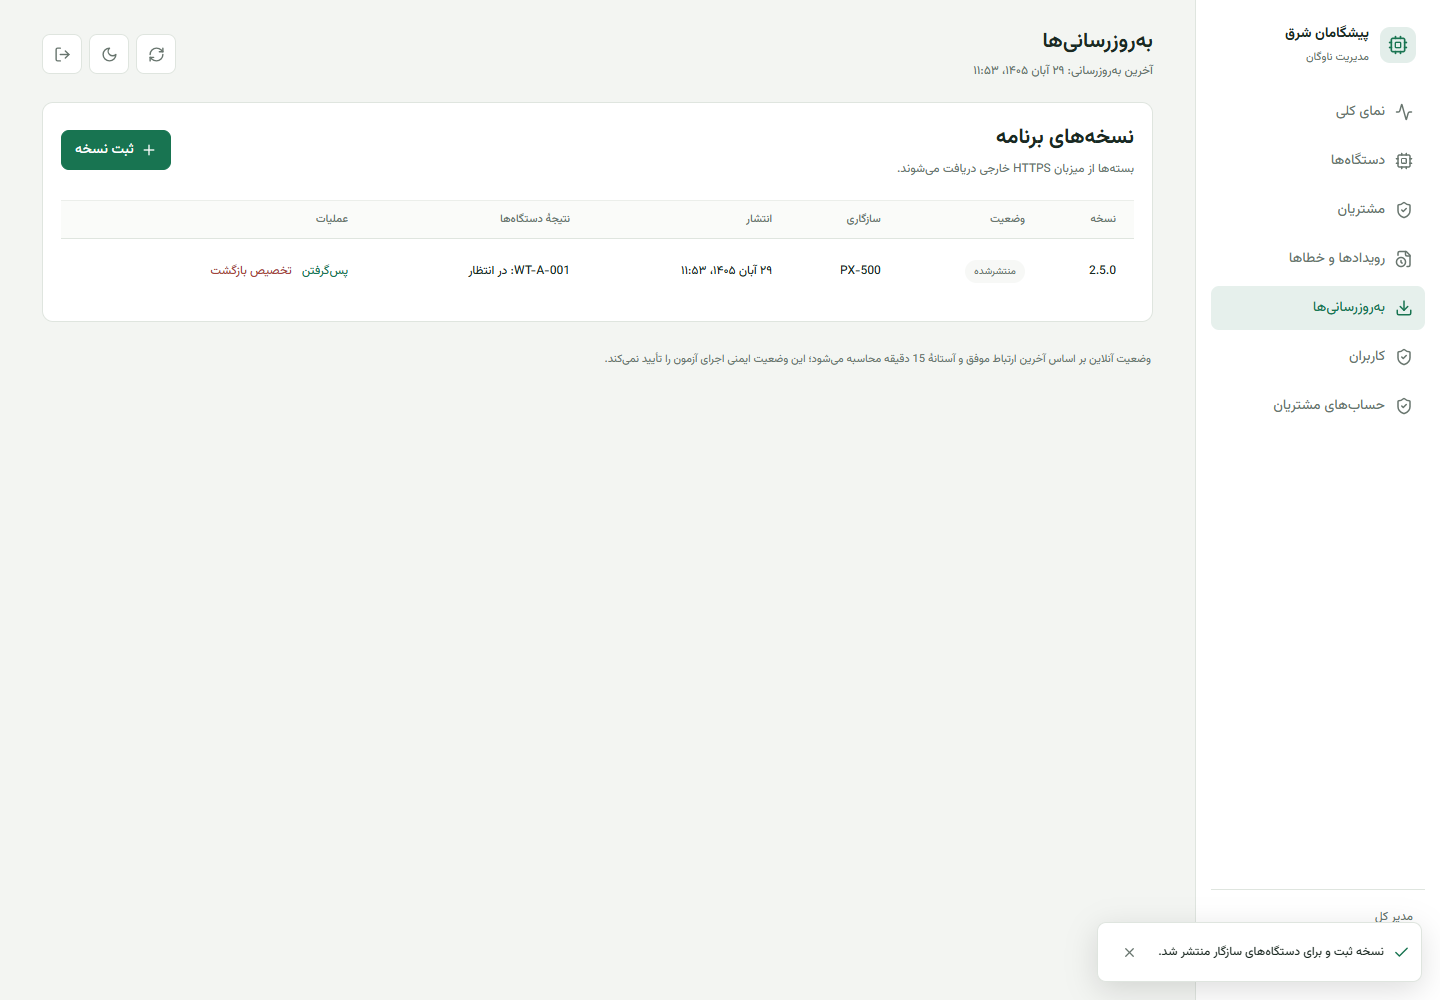 پیشگامان شرق
مدیریت ناوگان
نمای کلی
دستگاه‌ها
مشتریان
رویدادها و خطاها
به‌روزرسانی‌ها
کاربران
حساب‌های مشتریان
مدیر کل
به‌روزرسانی‌ها
آخرین به‌روزرسانی: ۲۹ آبان ۱۴۰۵، ۱۱:۵۳
نسخه‌های برنامه
بسته‌ها از میزبان HTTPS خارجی دریافت می‌شوند.
ثبت نسخه
نسخه وضعیت سازگاری انتشار نتیجهٔ دستگاه‌ها عملیات
2.5.0 منتشرشده PX-500 ۲۹ آبان ۱۴۰۵، ۱۱:۵۳ WT-A-001: در انتظار پس‌گرفتن تخصیص بازگشت
وضعیت آنلاین بر اساس آخرین ارتباط موفق و آستانهٔ 15 دقیقه محاسبه می‌شود؛ این وضعیت ایمنی اجرای آزمون را تأیید نمی‌کند.
نسخه ثبت و برای دستگاه‌های سازگار منتشر شد.